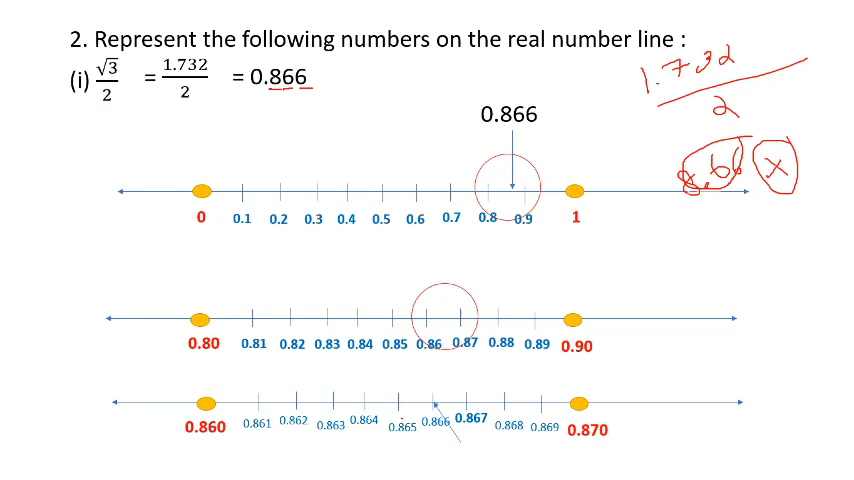 2. Represent the following numbers on the real number line :
(i) √3/2 = 1.732/2 = 0.866
1.732/2
0.866
8.66 x
0 0.1 0.2 0.3 0.4 0.5 0.6 0.7 0.8 0.9 1
0.80 0.81 0.82 0.83 0.84 0.85 0.86 0.87 0.88 0.89 0.90
0.860 0.861 0.862 0.863 0.864 0.865 0.866 0.867 0.868 0.869 0.870